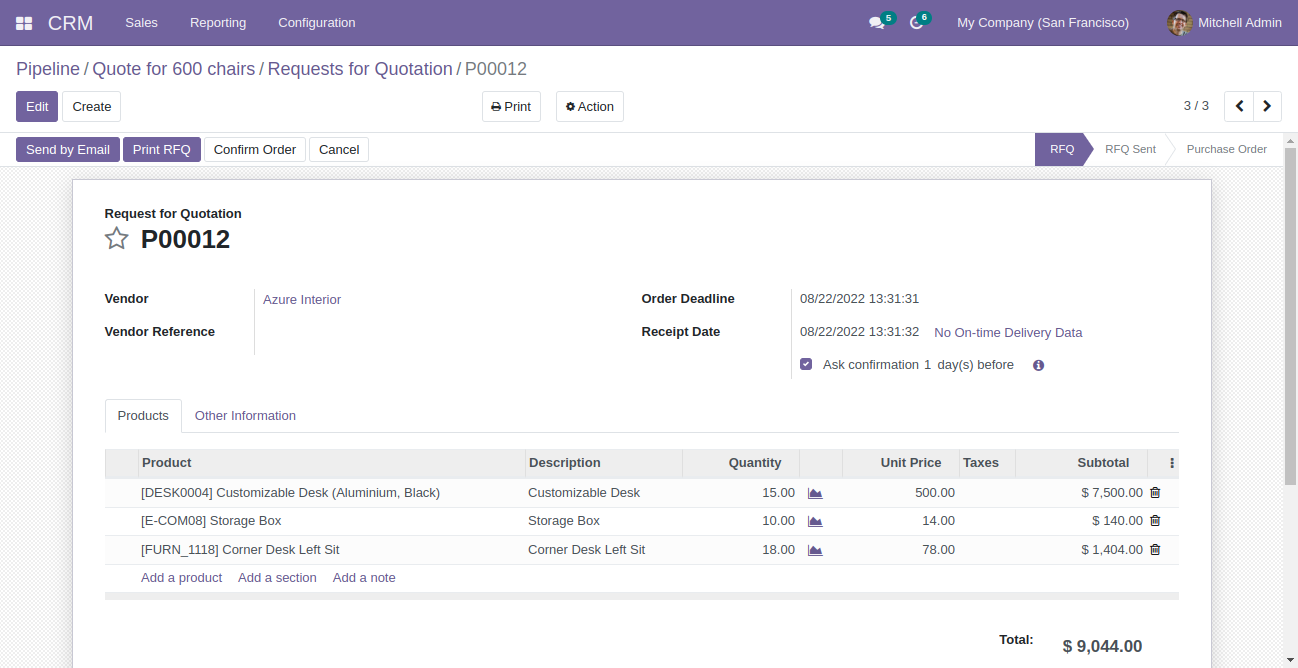 CRM Sales Reporting Configuration 5 6 My Company (San Francisco) Mitchell Admin
Pipeline / Quote for 600 chairs / Requests for Quotation / P00012
Edit Create Print Action 3 / 3
Send by Email Print RFQ Confirm Order Cancel RFQ RFQ Sent Purchase Order
Request for Quotation
P00012
Vendor Azure Interior Order Deadline 08/22/2022 13:31:31
Vendor Reference Receipt Date 08/22/2022 13:31:32 No On-time Delivery Data
Ask confirmation 1 day(s) before
Products Other Information
Product Description Quantity Unit Price Taxes Subtotal
[DESK0004] Customizable Desk (Aluminium, Black) Customizable Desk 15.00 500.00 $ 7,500.00
[E-COM08] Storage Box Storage Box 10.00 14.00 $ 140.00
[FURN_1118] Corner Desk Left Sit Corner Desk Left Sit 18.00 78.00 $ 1,404.00
Add a product Add a section Add a note
Total: $ 9,044.00